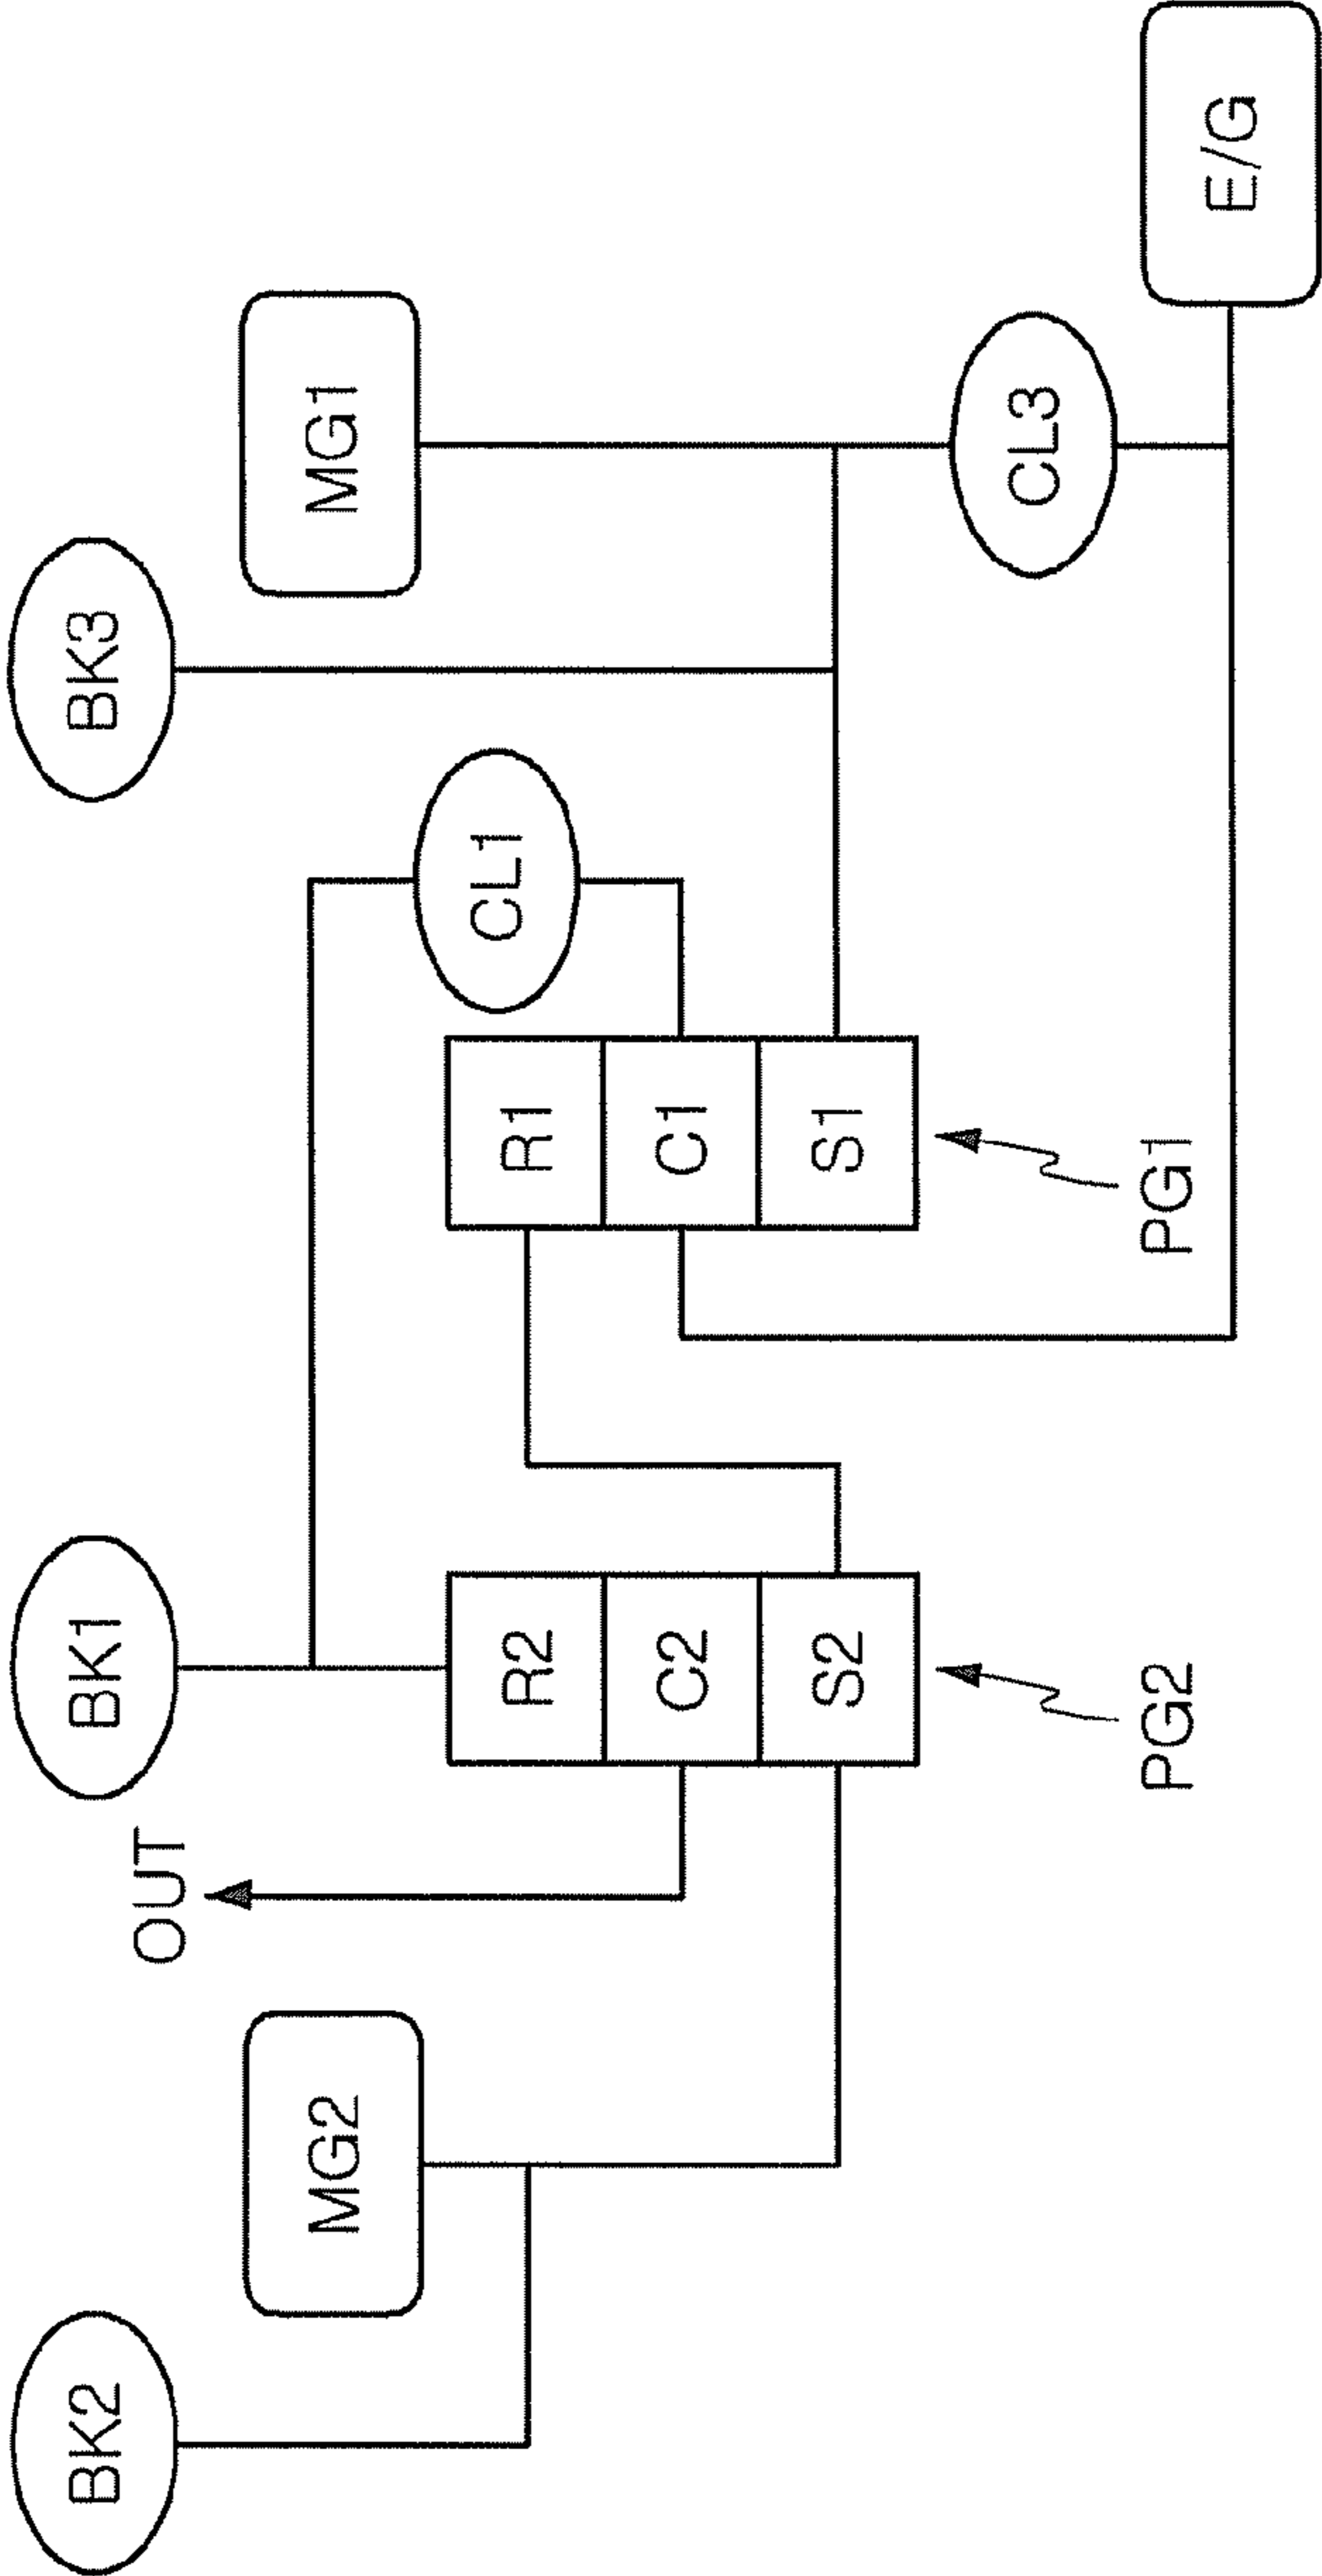 BK2
MG2
OUT
BK1
R2
C2
S2
PG2
CL1
R1
C1
S1
PG1
BK3
MG1
CL3
E/G